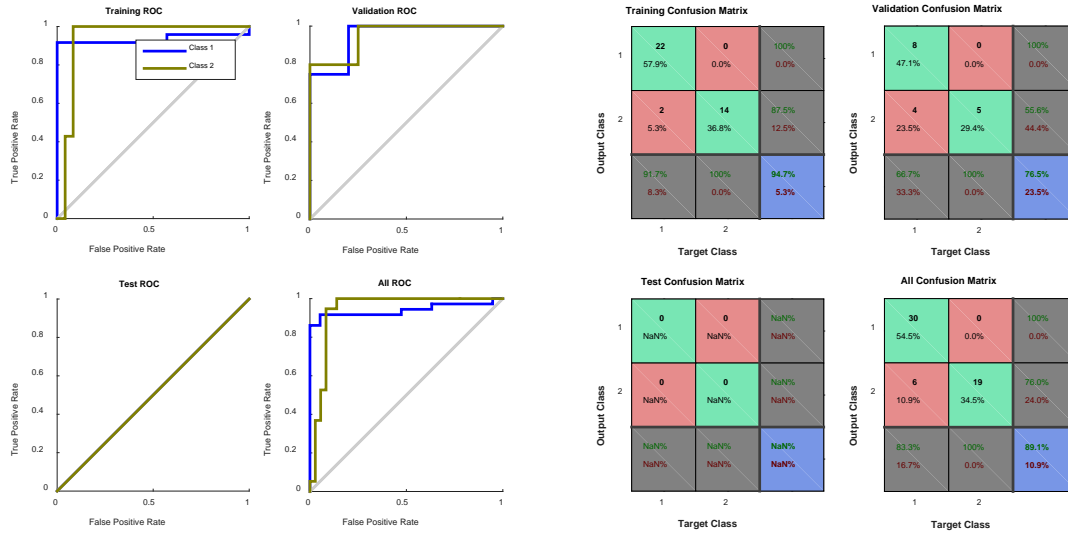 Training ROC
1
0.8
0.6
0.4
0.2
0
True Positive Rate
Class 1
Class 2
0.5
1
False Positive Rate
Validation ROC
1
0.8
0.6
0.4
0.2
0
True Positive Rate
0.5
1
False Positive Rate
Training Confusion Matrix
1
22
57.9%
0
0.0%
100%
0.0%
2
2
5.3%
14
36.8%
87.5%
12.5%
91.7%
8.3%
100%
0.0%
94.7%
5.3%
Output Class
1
2
Target Class
Validation Confusion Matrix
1
8
47.1%
0
0.0%
100%
0.0%
2
4
23.5%
5
29.4%
55.6%
44.4%
66.7%
33.3%
100%
0.0%
76.5%
23.5%
Output Class
1
2
Target Class
Test ROC
1
0.8
0.6
0.4
0.2
0
True Positive Rate
0.5
1
False Positive Rate
All ROC
1
0.8
0.6
0.4
0.2
0
True Positive Rate
0.5
1
False Positive Rate
Test Confusion Matrix
1
0
NaN%
0
NaN%
NaN%
NaN%
2
0
NaN%
0
NaN%
NaN%
NaN%
NaN%
NaN%
NaN%
NaN%
NaN%
NaN%
Output Class
1
2
Target Class
All Confusion Matrix
1
30
54.5%
0
0.0%
100%
0.0%
2
6
10.9%
19
34.5%
76.0%
24.0%
83.3%
16.7%
100%
0.0%
89.1%
10.9%
Output Class
1
2
Target Class